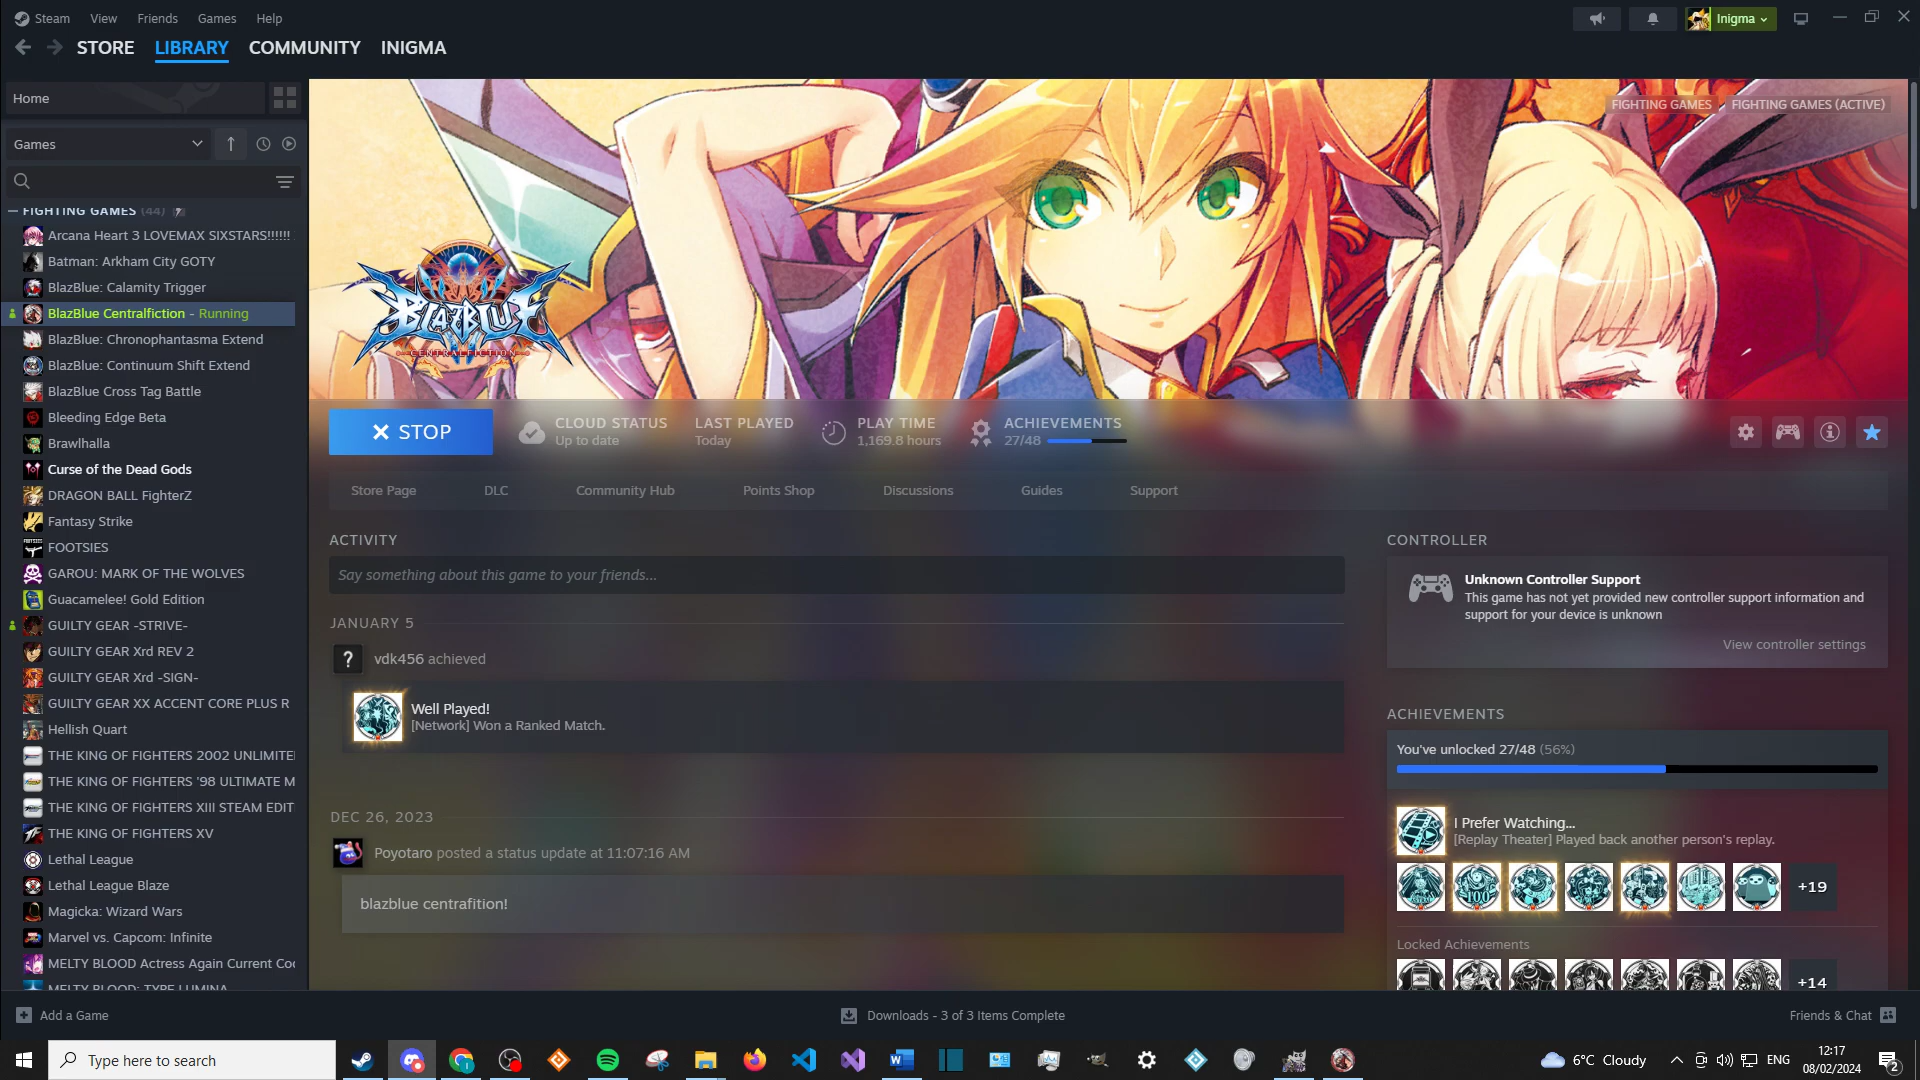 Steam View Friends Games Help
Inigma
STORE LIBRARY COMMUNITY INIGMA
Home
Games
FIGHTING GAMES (44)
Arcana Heart 3 LOVEMAX SIXSTARS!!!!!!
Batman: Arkham City GOTY
BlazBlue: Calamity Trigger
BlazBlue Centralfiction - Running
BlazBlue: Chronophantasma Extend
BlazBlue: Continuum Shift Extend
BlazBlue Cross Tag Battle
Bleeding Edge Beta
Brawlhalla
Curse of the Dead Gods
DRAGON BALL FighterZ
Fantasy Strike
FOOTSIES
GAROU: MARK OF THE WOLVES
Guacamelee! Gold Edition
GUILTY GEAR -STRIVE-
GUILTY GEAR Xrd REV 2
GUILTY GEAR Xrd -SIGN-
GUILTY GEAR XX ACCENT CORE PLUS R
Hellish Quart
THE KING OF FIGHTERS 2002 UNLIMITE
THE KING OF FIGHTERS '98 ULTIMATE M
THE KING OF FIGHTERS XIII STEAM EDIT
THE KING OF FIGHTERS XV
Lethal League
Lethal League Blaze
Magicka: Wizard Wars
Marvel vs. Capcom: Infinite
MELTY BLOOD Actress Again Current Co
MELTY BLOOD: TYPE LUMINA
FIGHTING GAMES FIGHTING GAMES (ACTIVE)
BLAZBLUE
CENTRALFICTION
STOP
CLOUD STATUS
Up to date
LAST PLAYED
Today
PLAY TIME
1,169.8 hours
ACHIEVEMENTS
27/48
Store Page DLC Community Hub Points Shop Discussions Guides Support
ACTIVITY
Say something about this game to your friends...
JANUARY 5
? vdk456 achieved
Well Played!
[Network] Won a Ranked Match.
DEC 26, 2023
Poyotaro posted a status update at 11:07:16 AM
blazblue centrafition!
CONTROLLER
Unknown Controller Support
This game has not yet provided new controller support information and
support for your device is unknown
View controller settings
ACHIEVEMENTS
You've unlocked 27/48 (56%)
I Prefer Watching...
[Replay Theater] Played back another person's replay.
100
+19
Locked Achievements
+14
Add a Game
Downloads - 3 of 3 Items Complete
Friends & Chat
Type here to search
6°C Cloudy
ENG
12:17
08/02/2024
2